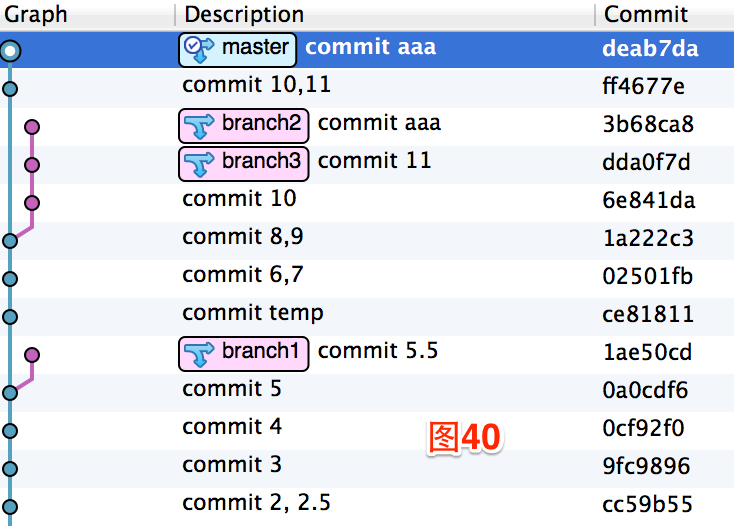 Graph Description Commit
master commit aaa deab7da
commit 10,11 ff4677e
branch2 commit aaa 3b68ca8
branch3 commit 11 dda0f7d
commit 10 6e841da
commit 8,9 1a222c3
commit 6,7 02501fb
commit temp ce81811
branch1 commit 5.5 1ae50cd
commit 5 0a0cdf6
commit 4 0cf92f0
图40
commit 3 9fc9896
commit 2, 2.5 cc59b55